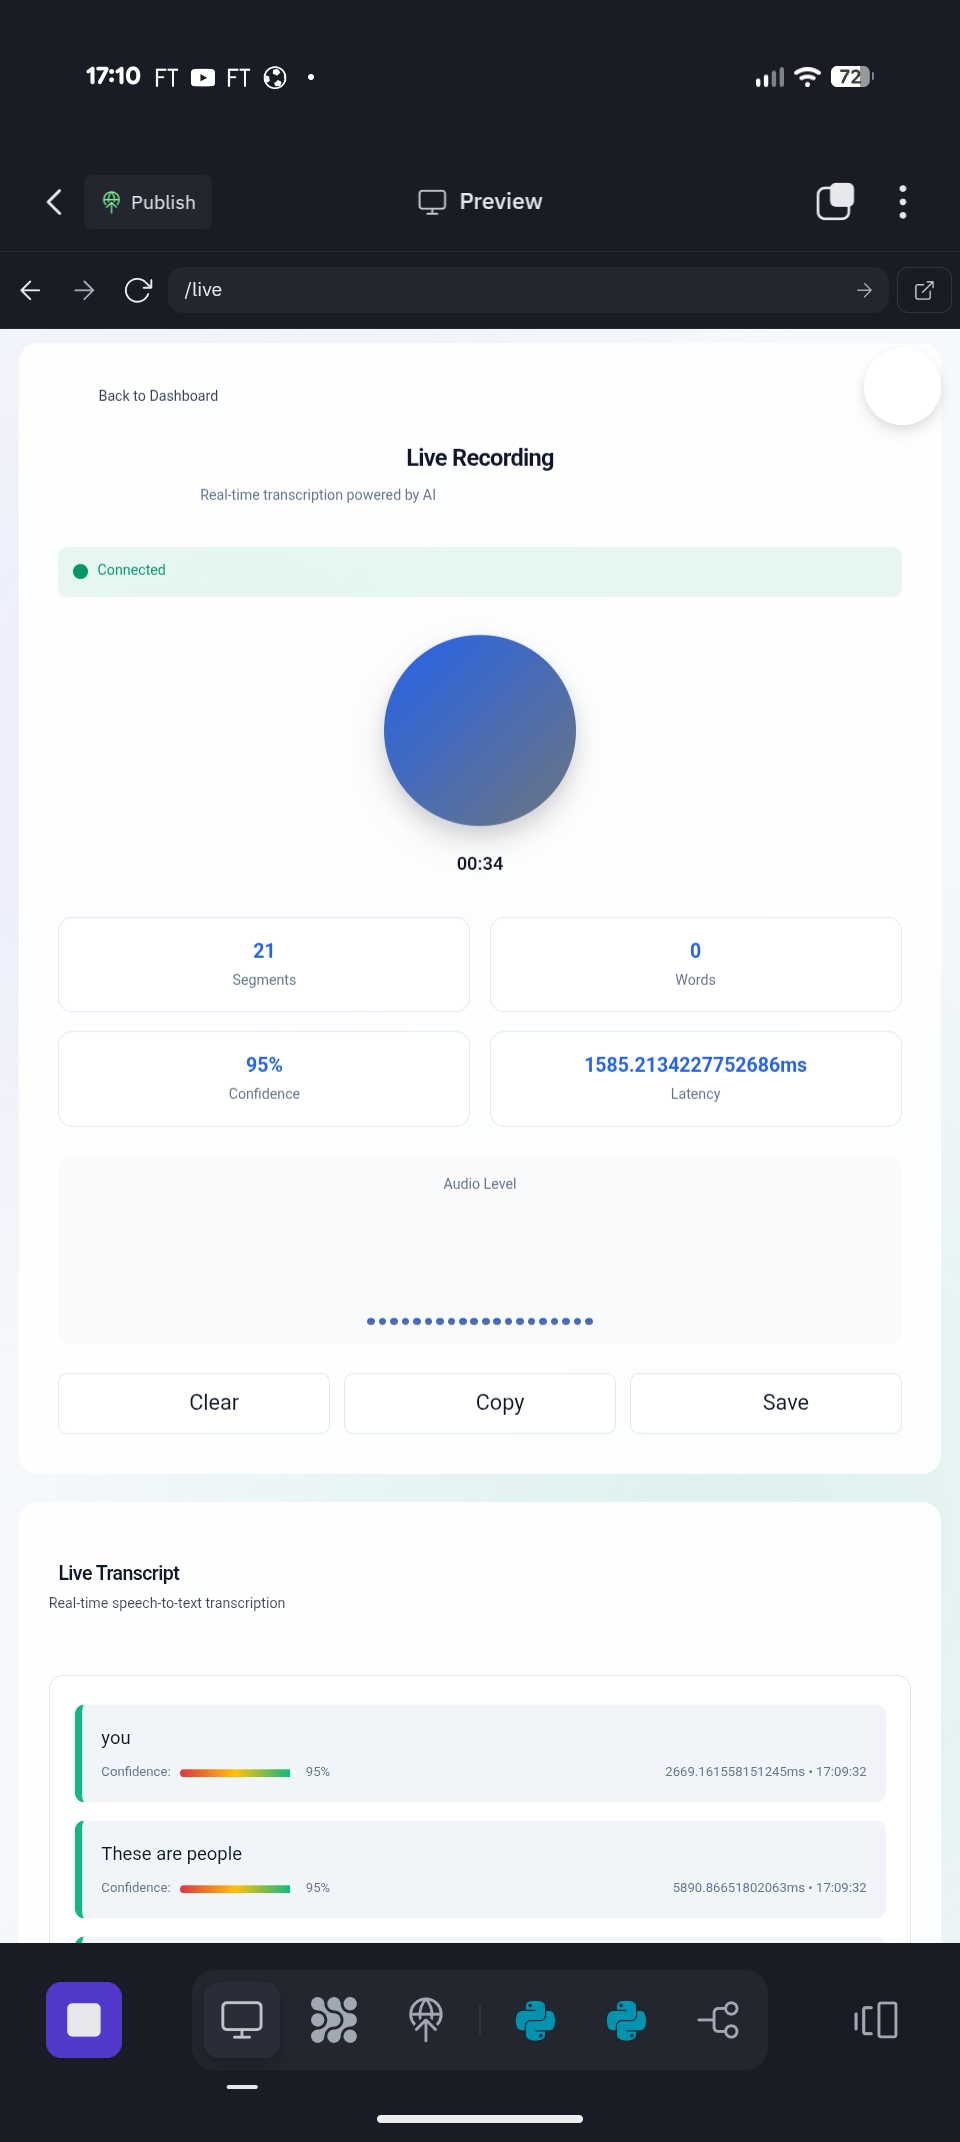 17:10 FT FT 72
Publish
Preview
/live
Back to Dashboard
Live Recording
Real-time transcription powered by AI
Connected
00:34
21
Segments
0
Words
95%
Confidence
1585.2134227752686ms
Latency
Audio Level
Clear Copy Save
Live Transcript
Real-time speech-to-text transcription
you
Confidence: 95% 2669.161558151245ms • 17:09:32
These are people
Confidence: 95% 5890.86651802063ms • 17:09:32